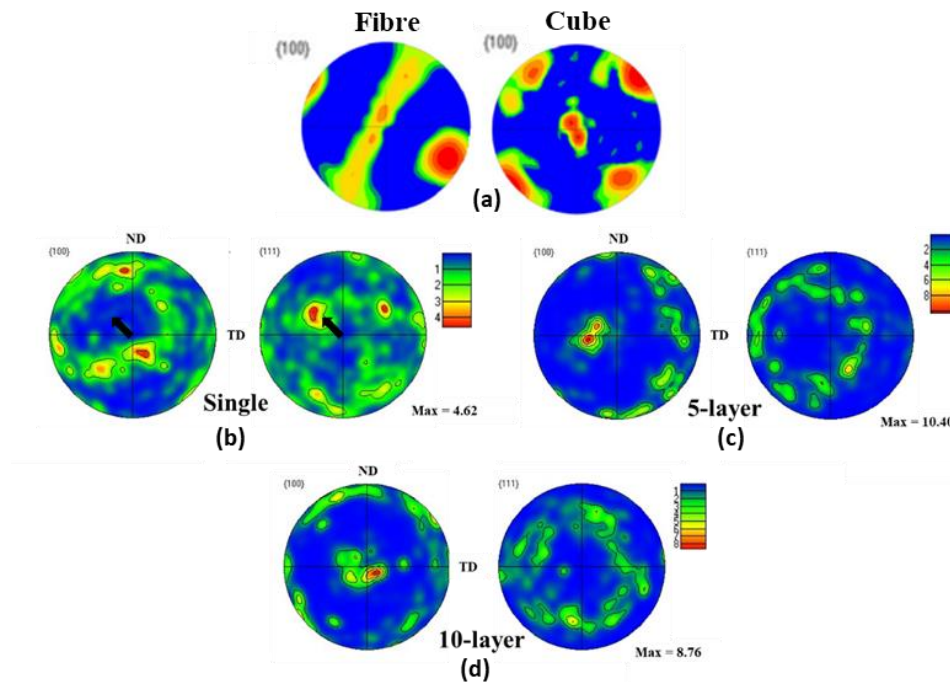 Fibre Cube
{100} {100}
(a)
ND
{100} {111}
1
2
3
4
TD
Single
Max = 4.62
(b)
ND
{100} {111}
2
4
6
8
TD
5-layer
Max = 10.40
(c)
ND
{100} {111}
1
2
TD
10-layer
Max = 8.76
(d)